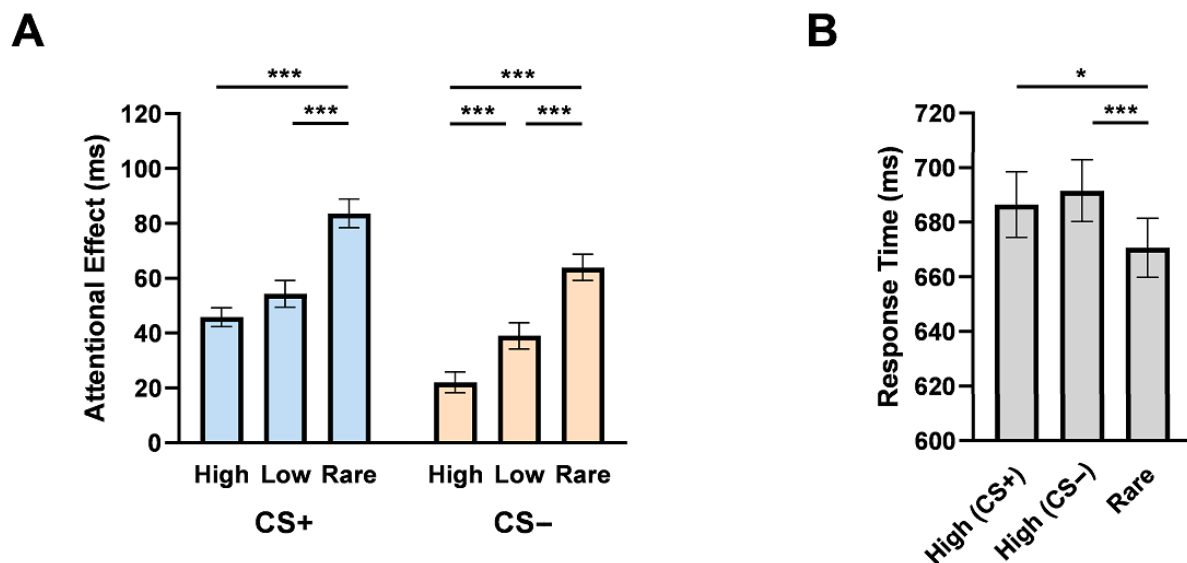 A
***
***
***
***
***
Attentional Effect (ms)
120
100
80
60
40
20
0
High Low Rare
High Low Rare
CS+
CS–
B
*
***
Response Time (ms)
720
700
680
660
640
620
600
High (CS+)
High (CS–)
Rare